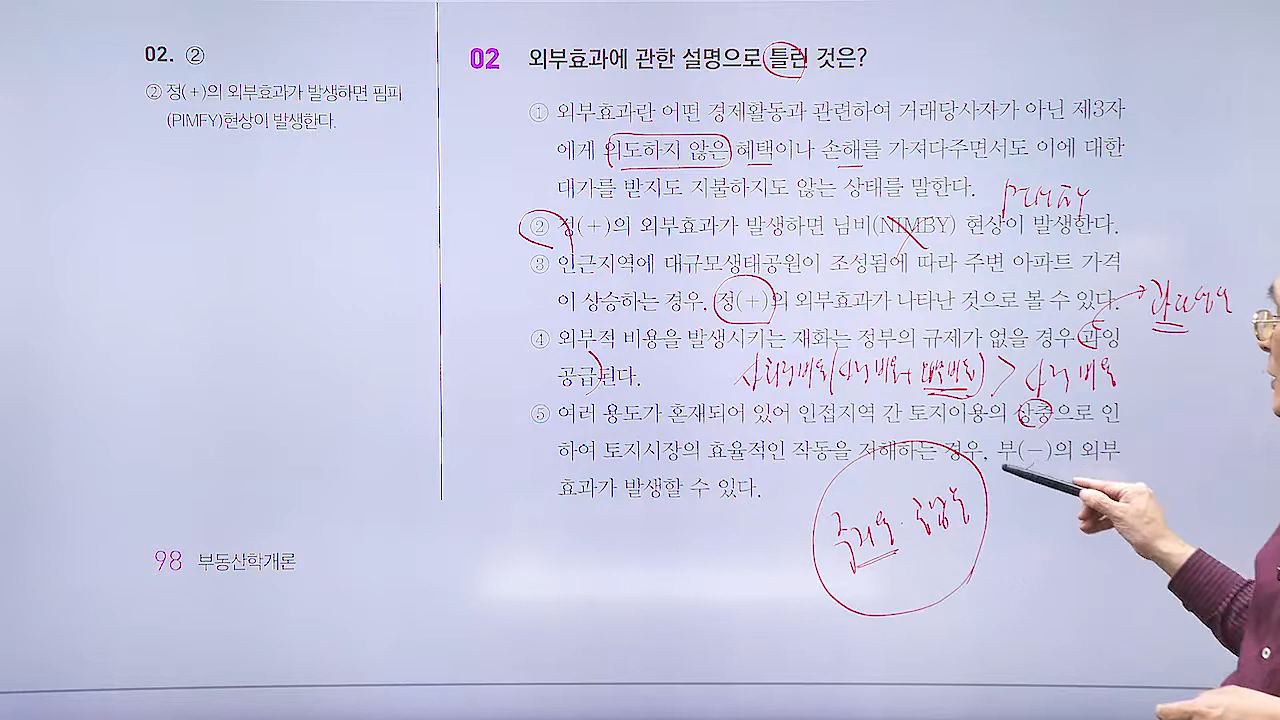 02. ②
② 정(+)의 외부효과가 발생하면 핌피
(PIMFY)현상이 발생한다.
02 외부효과에 관한 설명으로 틀린 것은?
① 외부효과란 어떤 경제활동과 관련하여 거래당사자가 아닌 제3자
에게 의도하지 않은 혜택이나 손해를 가져다주면서도 이에 대한
대가를 받지도 지불하지도 않는 상태를 말한다.
② 정(+)의 외부효과가 발생하면 님비(NIMBY) 현상이 발생한다.
③ 인근지역에 대규모생태공원이 조성됨에 따라 주변 아파트 가격
이 상승하는 경우, 정(+)의 외부효과가 나타난 것으로 볼 수 있다.
④ 외부적 비용을 발생시키는 재화는 정부의 규제가 없을 경우 과잉
공급된다.
⑤ 여러 용도가 혼재되어 있어 인접지역 간 토지이용의 상충으로 인
하여 토지시장의 효율적인 작동을 저해하는 경우, 부(-)의 외부
효과가 발생할 수 있다.
98 부동산학개론